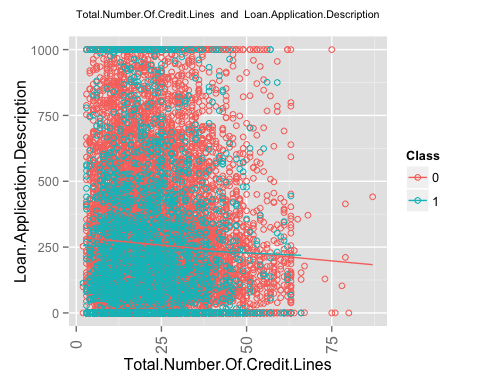 Total.Number.Of.Credit.Lines and Loan.Application.Description
1000
750
500
250
0
Loan.Application.Description
0
25
50
75
Total.Number.Of.Credit.Lines
Class
0
1